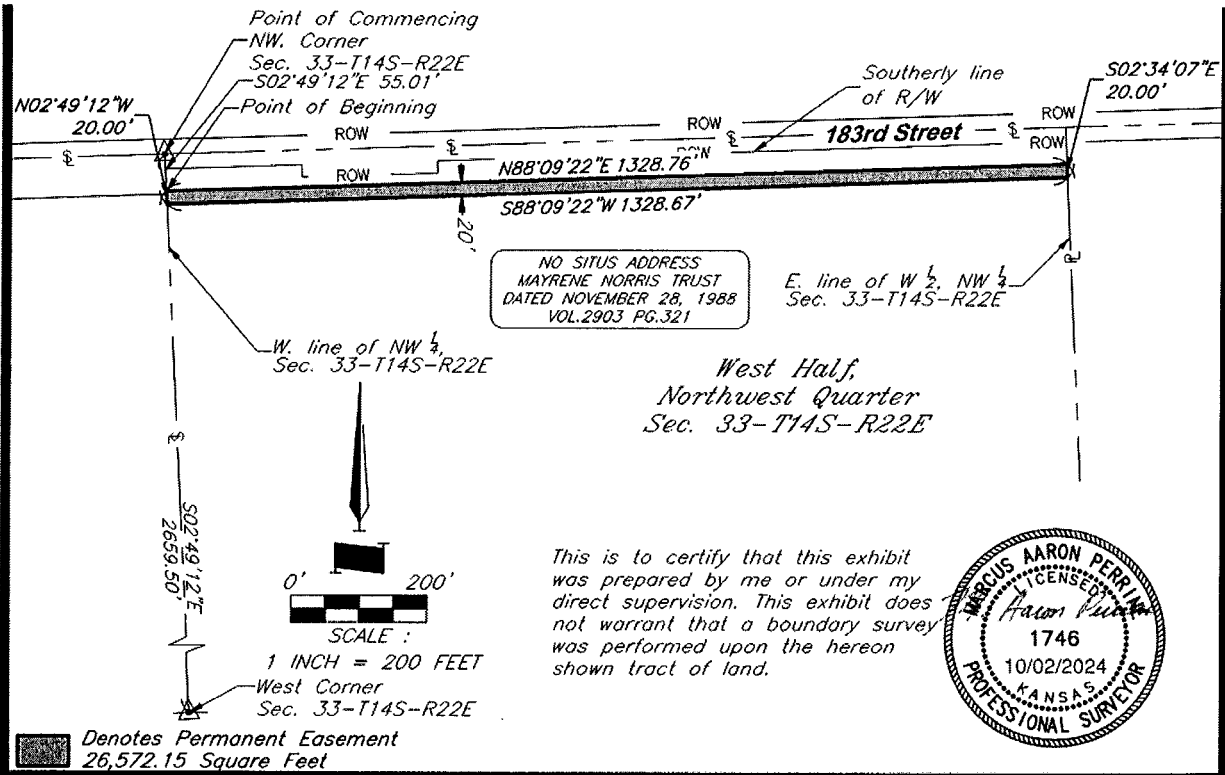 Point of Commencing
NW. Corner
Sec. 33-T14S-R22E
S02°49'12"E 55.01'
Point of Beginning
N02°49'12"W
20.00'
Southerly line
of R/W
S02°34'07"E
20.00'
ROW
ROW
ROW
183rd Street
ROW
ROW
ROW
N88°09'22"E 1328.76'
S88°09'22"W 1328.67'
20'
NO SITUS ADDRESS
MAYRENE NORRIS TRUST
DATED NOVEMBER 28, 1988
VOL.2903 PG.321
E. line of W ½, NW ¼
Sec. 33-T14S-R22E
W. line of NW ¼,
Sec. 33-T14S-R22E
West Half,
Northwest Quarter
Sec. 33-T14S-R22E
S02°49'12"E
2659.50'
0' 200'
SCALE :
1 INCH = 200 FEET
West Corner
Sec. 33-T14S-R22E
This is to certify that this exhibit
was prepared by me or under my
direct supervision. This exhibit does
not warrant that a boundary survey
was performed upon the hereon
shown tract of land.
MARCUS AARON PERRINE
LICENSED
1746
10/02/2024
KANSAS
PROFESSIONAL SURVEYOR
Denotes Permanent Easement
26,572.15 Square Feet